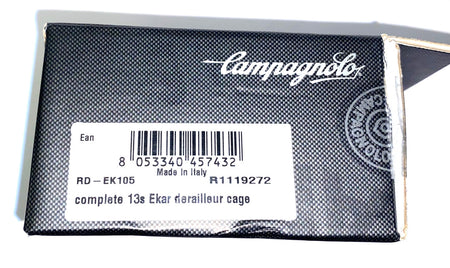 Campagnolo
Ean
8 053340 457432
Made in Italy
RD-EK105 R1119272
complete 13s Ekar derailleur cage